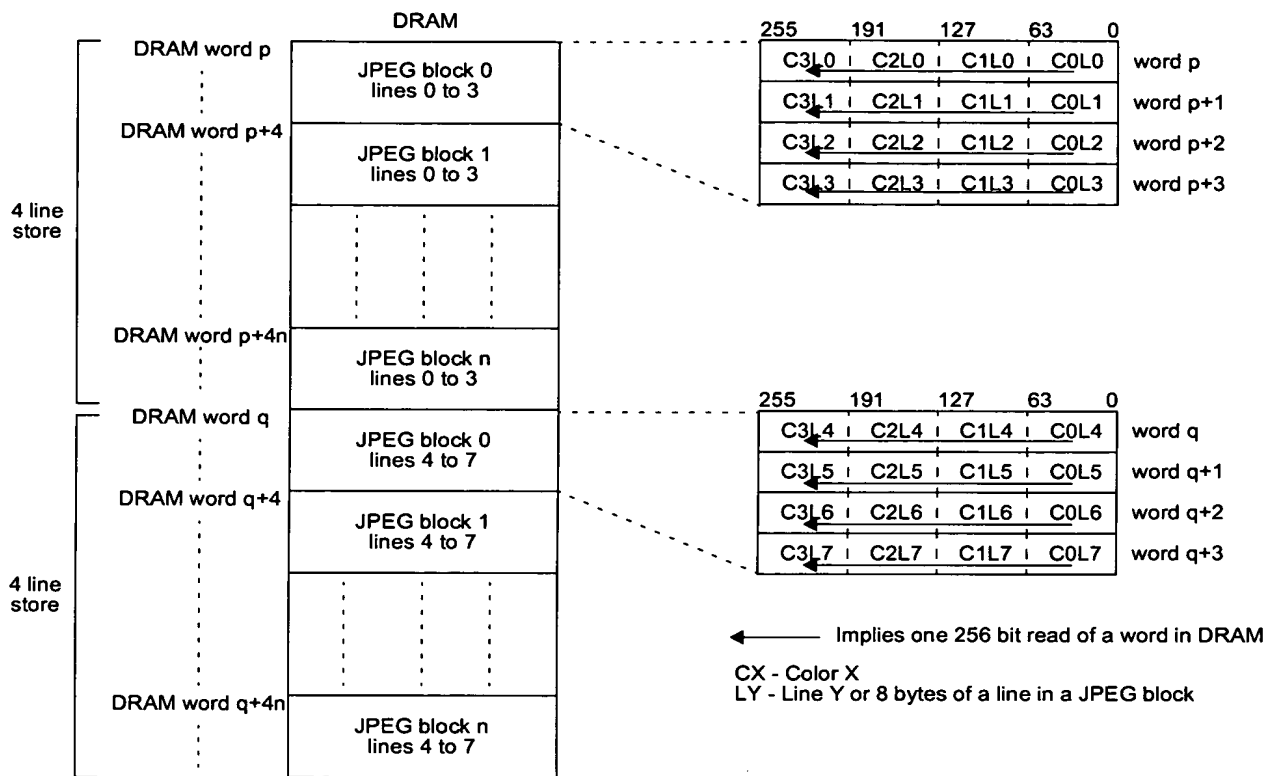 DRAM
DRAM word p
JPEG block 0
lines 0 to 3
DRAM word p+4
JPEG block 1
lines 0 to 3
4 line
store
DRAM word p+4n
JPEG block n
lines 0 to 3
DRAM word q
JPEG block 0
lines 4 to 7
DRAM word q+4
JPEG block 1
lines 4 to 7
4 line
store
DRAM word q+4n
JPEG block n
lines 4 to 7
255 191 127 63 0
C3L0 C2L0 C1L0 C0L0 word p
C3L1 C2L1 C1L1 C0L1 word p+1
C3L2 C2L2 C1L2 C0L2 word p+2
C3L3 C2L3 C1L3 C0L3 word p+3
255 191 127 63 0
C3L4 C2L4 C1L4 C0L4 word q
C3L5 C2L5 C1L5 C0L5 word q+1
C3L6 C2L6 C1L6 C0L6 word q+2
C3L7 C2L7 C1L7 C0L7 word q+3
Implies one 256 bit read of a word in DRAM
CX - Color X
LY - Line Y or 8 bytes of a line in a JPEG block